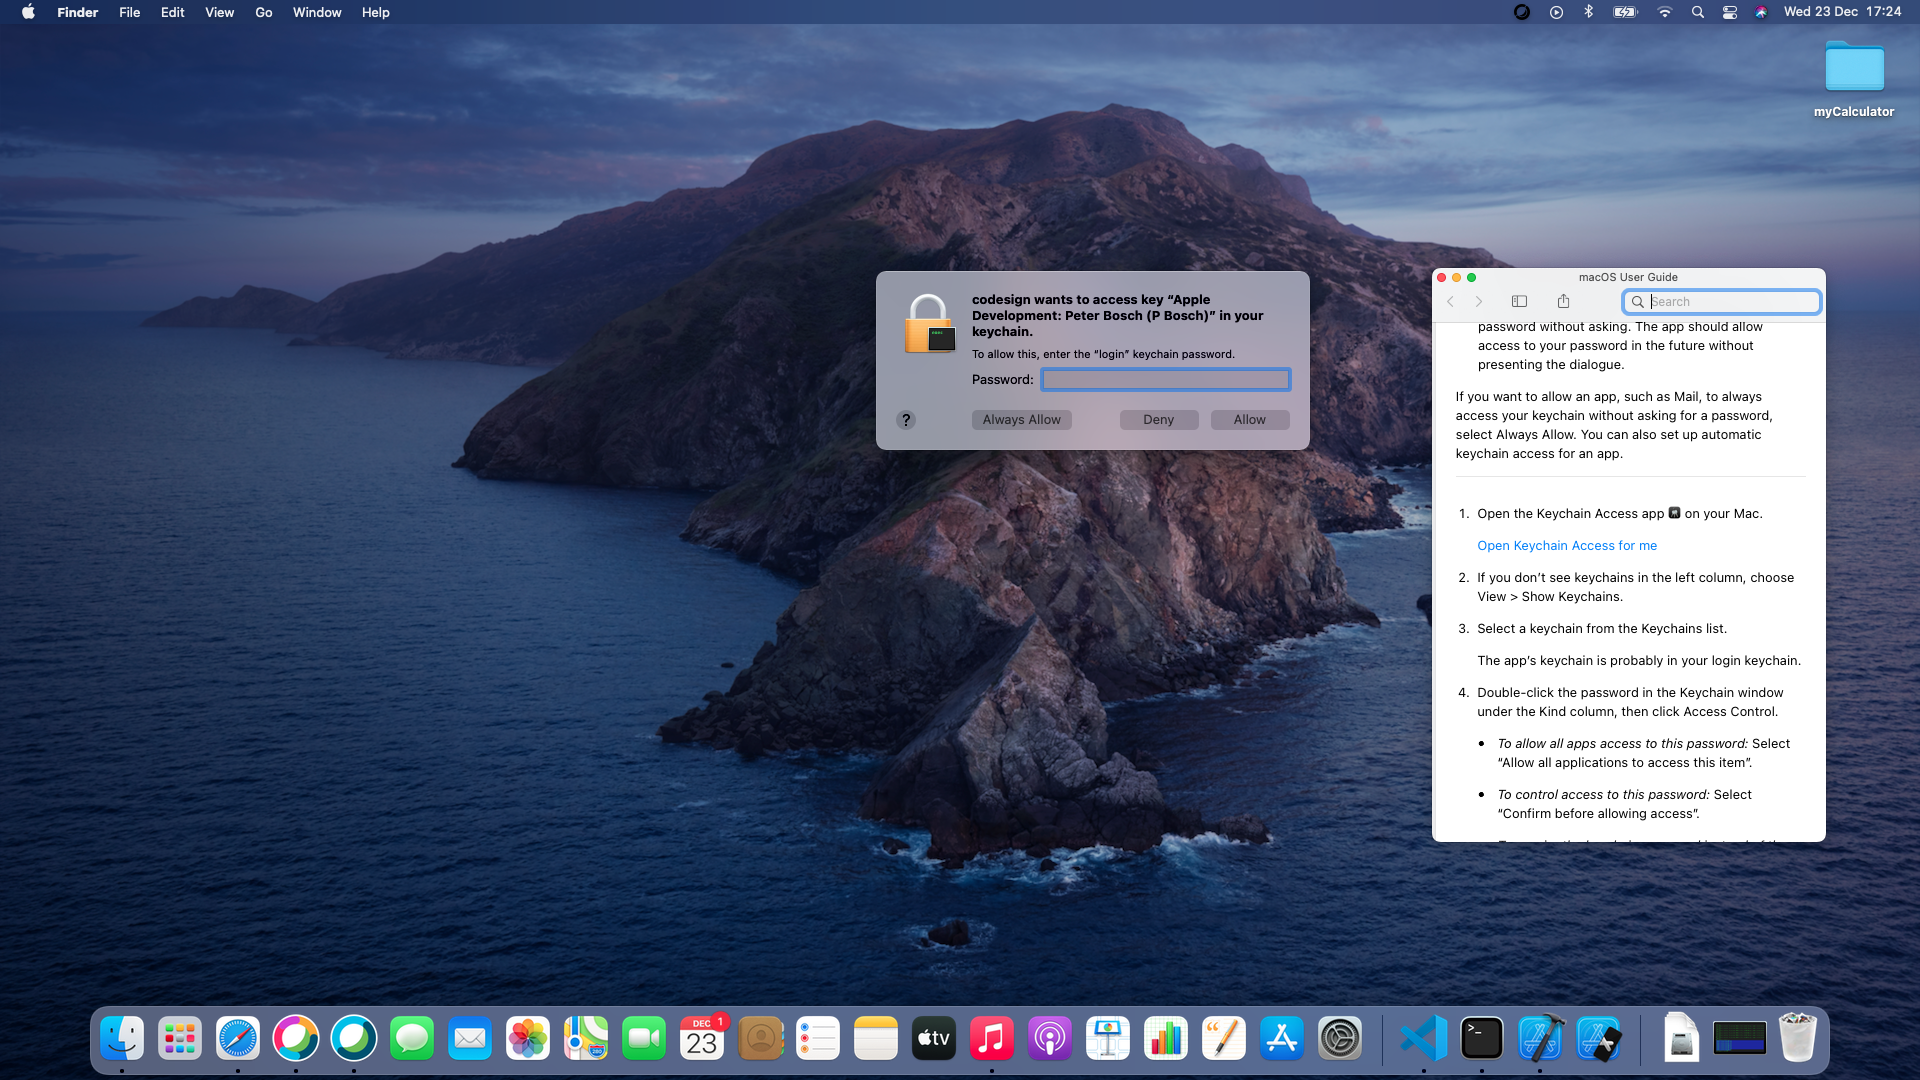 Finder File Edit View Go Window Help
Wed 23 Dec 17:24
myCalculator
codesign wants to access key “Apple
Development: Peter Bosch (P Bosch)” in your
keychain.
To allow this, enter the “login” keychain password.
Password:
?
Always Allow
Deny
Allow
macOS User Guide
Search
password without asking. The app should allow
access to your password in the future without
presenting the dialogue.
If you want to allow an app, such as Mail, to always
access your keychain without asking for a password,
select Always Allow. You can also set up automatic
keychain access for an app.
1. Open the Keychain Access app on your Mac.
Open Keychain Access for me
2. If you don’t see keychains in the left column, choose
View > Show Keychains.
3. Select a keychain from the Keychains list.
The app’s keychain is probably in your login keychain.
4. Double-click the password in the Keychain window
under the Kind column, then click Access Control.
• To allow all apps access to this password: Select
“Allow all applications to access this item”.
• To control access to this password: Select
“Confirm before allowing access”.
DEC
1
23
tv
280
>_